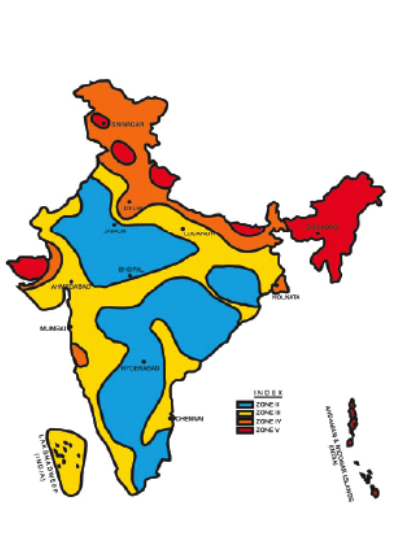 SRINAGAR
DELHI
JAIPUR
LUCKNOW
SHILLONG
BHOPAL
AHMEDABAD
KOLKATA
MUMBAI
HYDERABAD
CHENNAI
INDEX
ZONE II
ZONE III
ZONE IV
ZONE V
LAKSHADWEEP
(INDIA)
ANDAMAN & NICOBAR ISLANDS
(INDIA)